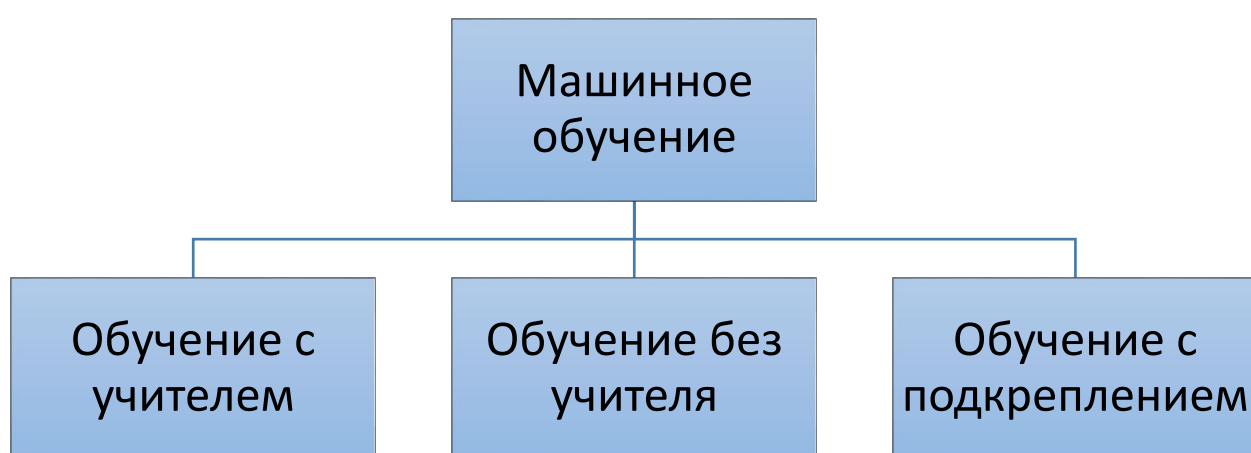 Машинное
обучение
Обучение с
учителем
Обучение без
учителя
Обучение с
подкреплением